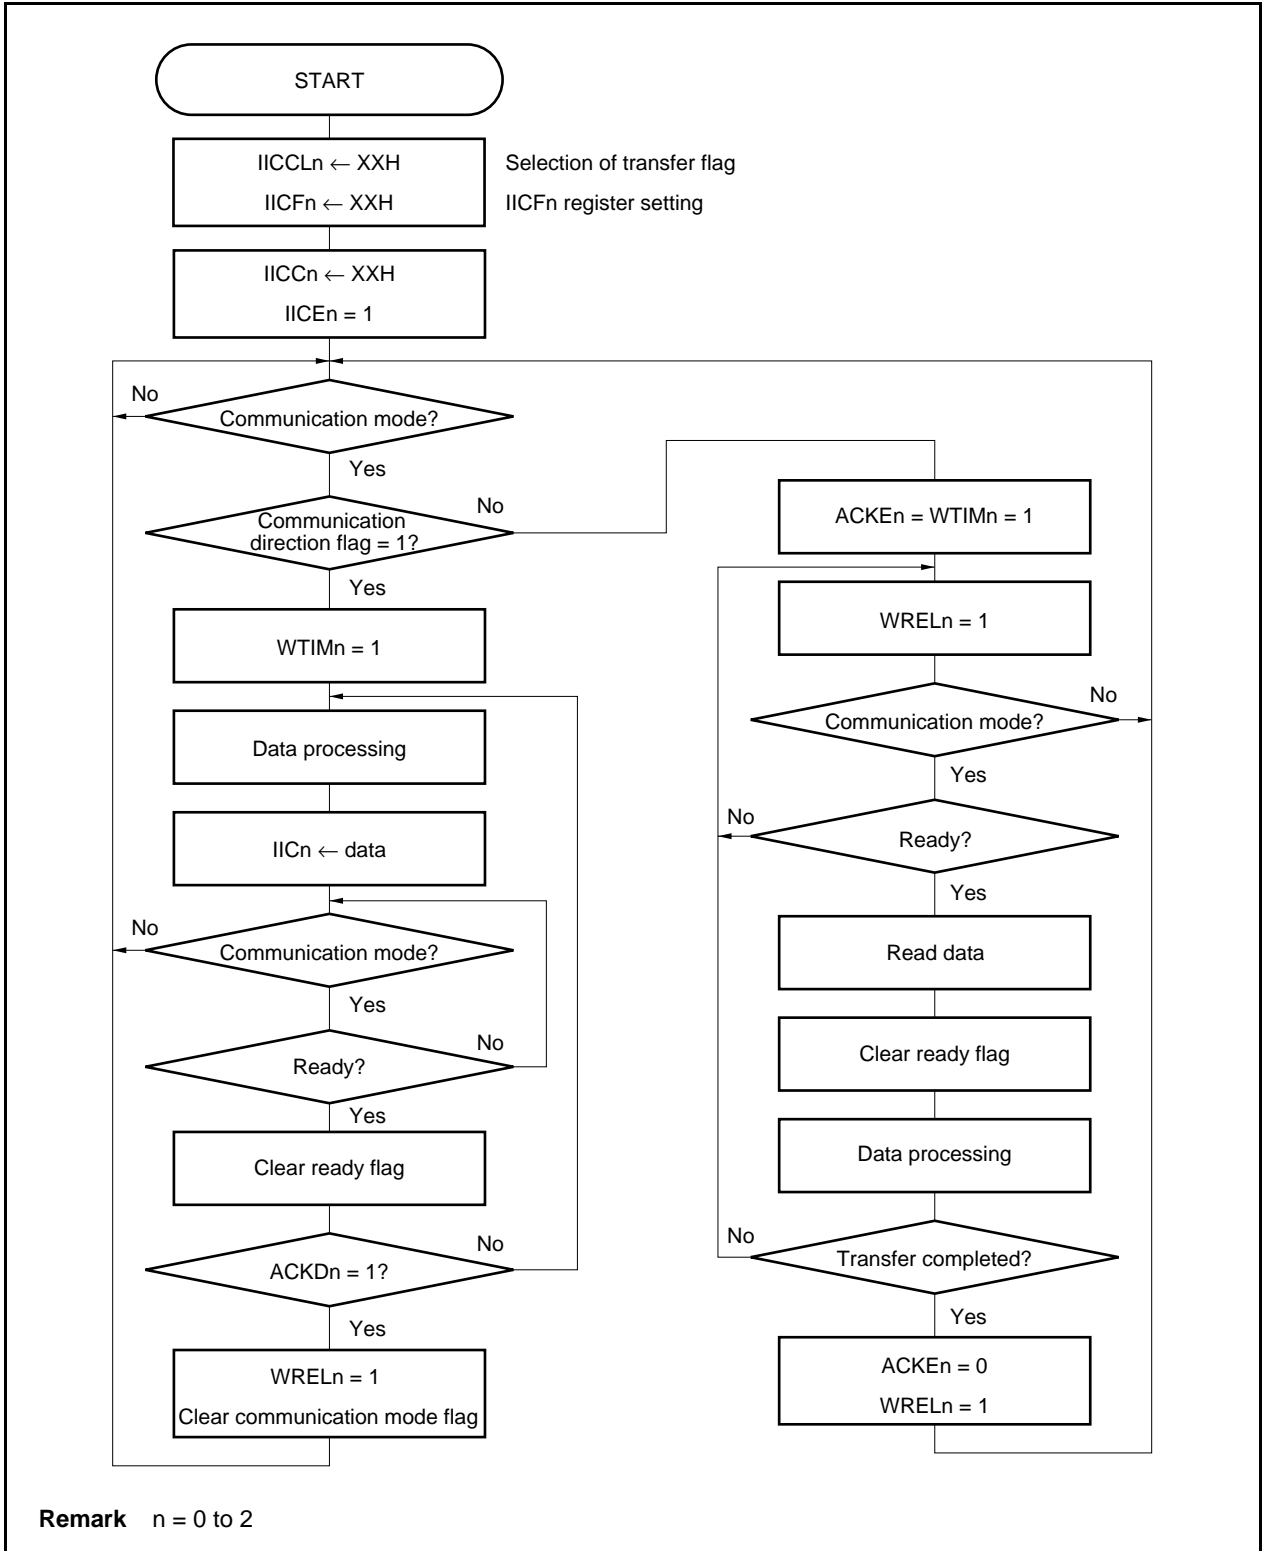 START
IICCLn ← XXH
IICFn ← XXH
Selection of transfer flag
IICFn register setting
IICCn ← XXH
IICEn = 1
No
Communication mode?
Yes
No
Communication
direction flag = 1?
Yes
WTIMn = 1
Data processing
IICn ← data
No
Communication mode?
Yes
No
Ready?
Yes
Clear ready flag
No
ACKDn = 1?
Yes
WRELn = 1
Clear communication mode flag
ACKEn = WTIMn = 1
WRELn = 1
No
Communication mode?
Yes
No
Ready?
Yes
Read data
Clear ready flag
Data processing
No
Transfer completed?
Yes
ACKEn = 0
WRELn = 1
Remark n = 0 to 2